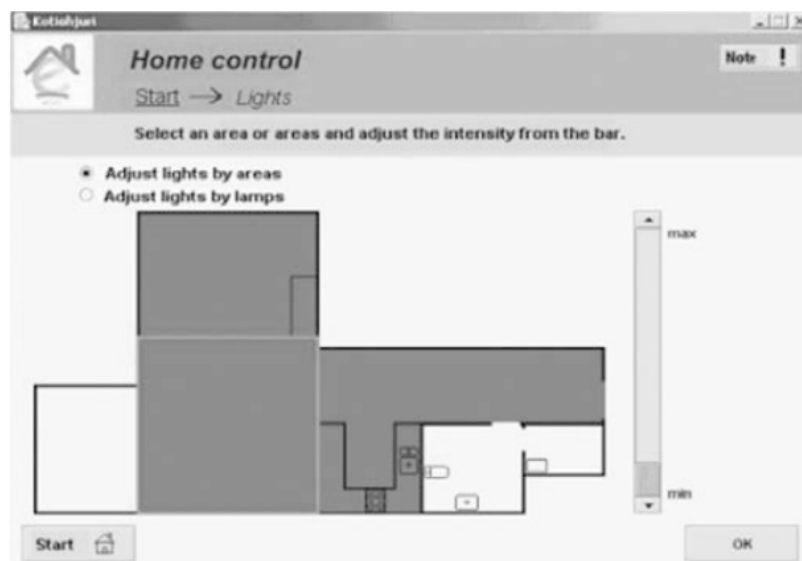 Kotiohjuri
Home control
Note !
Start → Lights
Select an area or areas and adjust the intensity from the bar.
Adjust lights by areas
Adjust lights by lamps
max
min
Start
OK